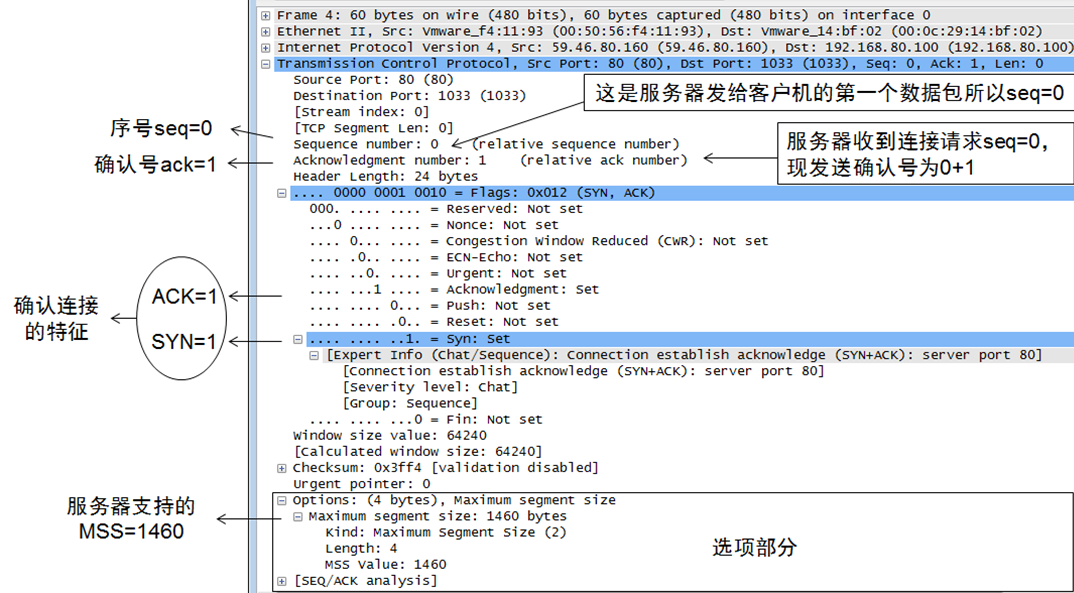 Frame 4: 60 bytes on wire (480 bits), 60 bytes captured (480 bits) on interface 0
Ethernet II, Src: Vmware_f4:11:93 (00:50:56:f4:11:93), Dst: Vmware_14:bf:02 (00:0c:29:14:bf:02)
Internet Protocol Version 4, Src: 59.46.80.160 (59.46.80.160), Dst: 192.168.80.100 (192.168.80.100)
Transmission Control Protocol, Src Port: 80 (80), Dst Port: 1033 (1033), Seq: 0, Ack: 1, Len: 0
Source Port: 80 (80)
Destination Port: 1033 (1033)
[Stream index: 0]
[TCP Segment Len: 0]
Sequence number: 0 (relative sequence number)
Acknowledgment number: 1 (relative ack number)
Header Length: 24 bytes
.... 0000 0001 0010 = Flags: 0x012 (SYN, ACK)
000. .... .... = Reserved: Not set
...0 .... .... = Nonce: Not set
.... 0... .... = Congestion Window Reduced (CWR): Not set
.... .0.. .... = ECN-Echo: Not set
.... ..0. .... = Urgent: Not set
.... ...1 .... = Acknowledgment: Set
.... .... 0... = Push: Not set
.... .... .0.. = Reset: Not set
.... .... ..1. = Syn: Set
[Expert Info (Chat/Sequence): Connection establish acknowledge (SYN+ACK): server port 80]
[Connection establish acknowledge (SYN+ACK): server port 80]
[Severity level: Chat]
[Group: Sequence]
.... .... ...0 = Fin: Not set
Window size value: 64240
[Calculated window size: 64240]
Checksum: 0x3ff4 [validation disabled]
Urgent pointer: 0
Options: (4 bytes), Maximum segment size
Maximum segment size: 1460 bytes
Kind: Maximum Segment Size (2)
Length: 4
MSS Value: 1460
[SEQ/ACK analysis]
这是服务器发给客户机的第一个数据包所以seq=0
服务器收到连接请求seq=0，
现发送确认号为0+1
序号seq=0
确认号ack=1
ACK=1
SYN=1
确认连接
的特征
服务器支持的
MSS=1460
选项部分